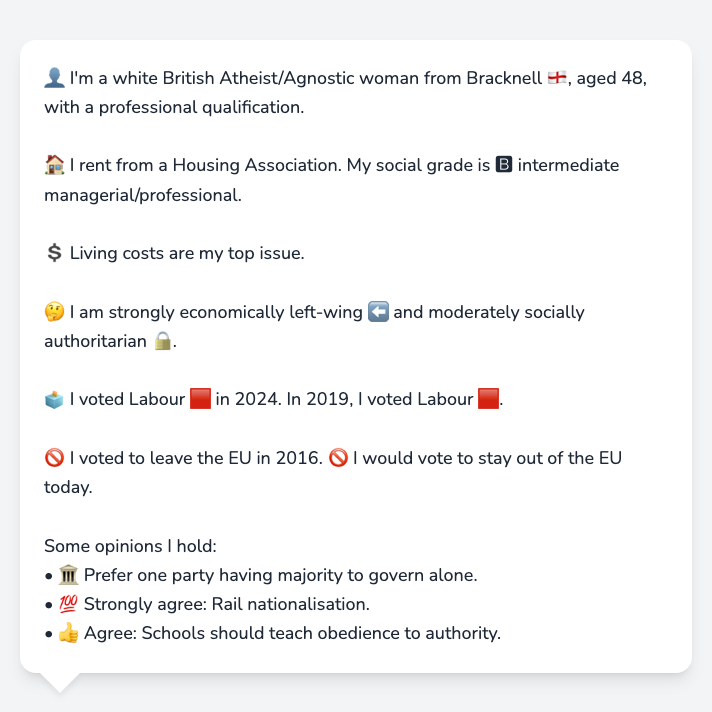 👤 I'm a white British Atheist/Agnostic woman from Bracknell 🏴󠁧󠁢󠁥󠁮󠁧󠁿, aged 48,
with a professional qualification.
🏠 I rent from a Housing Association. My social grade is 🅱 intermediate
managerial/professional.
💲 Living costs are my top issue.
🤔 I am strongly economically left-wing ⬅️ and moderately socially
authoritarian 🔒.
🗳️ I voted Labour 🟥 in 2024. In 2019, I voted Labour 🟥.
🚫 I voted to leave the EU in 2016. 🚫 I would vote to stay out of the EU
today.
Some opinions I hold:
• 🏛️ Prefer one party having majority to govern alone.
• 💯 Strongly agree: Rail nationalisation.
• 👍 Agree: Schools should teach obedience to authority.